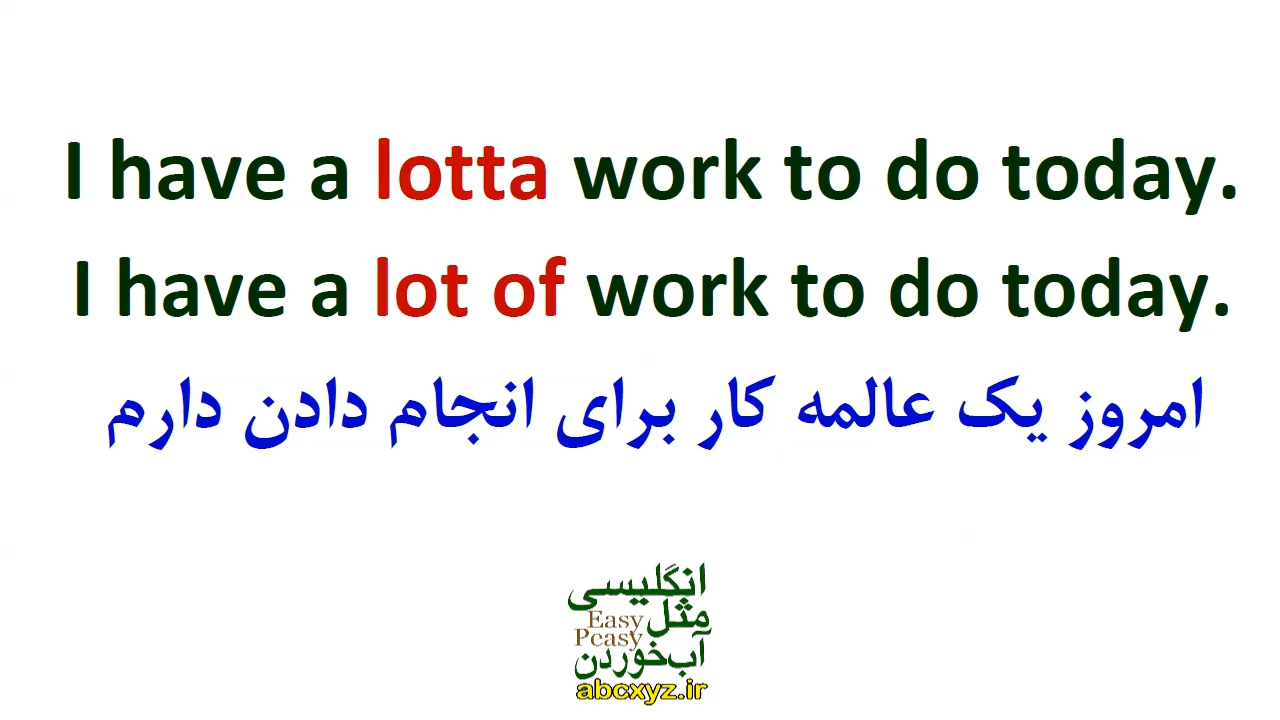 I have a lotta work to do today.
I have a lot of work to do today.
امروز یک عالمه کار برای انجام دادن دارم
انگلیسی
مثل
Easy
Peasy
آب‌خوردن
abcxyz.ir